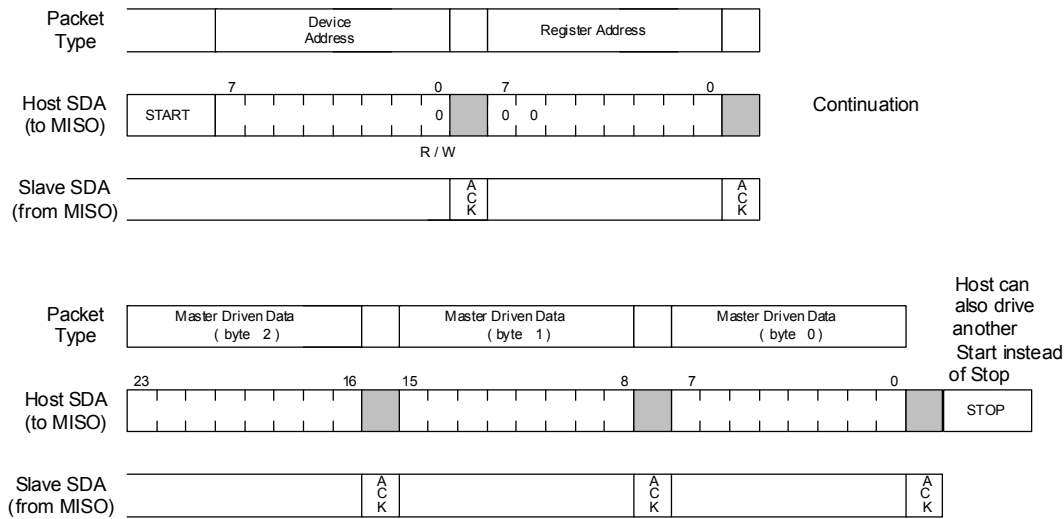 Packet
Type
Device
Address
Register Address
7 0 7 0
Host SDA
(to MISO)
START
0 0 0
Continuation
R / W
Slave SDA
(from MISO)
A
C
K
A
C
K
Packet
Type
Master Driven Data
( byte 2 )
Master Driven Data
( byte 1 )
Master Driven Data
( byte 0 )
Host can
also drive
another
Start instead
of Stop
23 16 15 8 7 0
Host SDA
(to MISO)
STOP
Slave SDA
(from MISO)
A
C
K
A
C
K
A
C
K